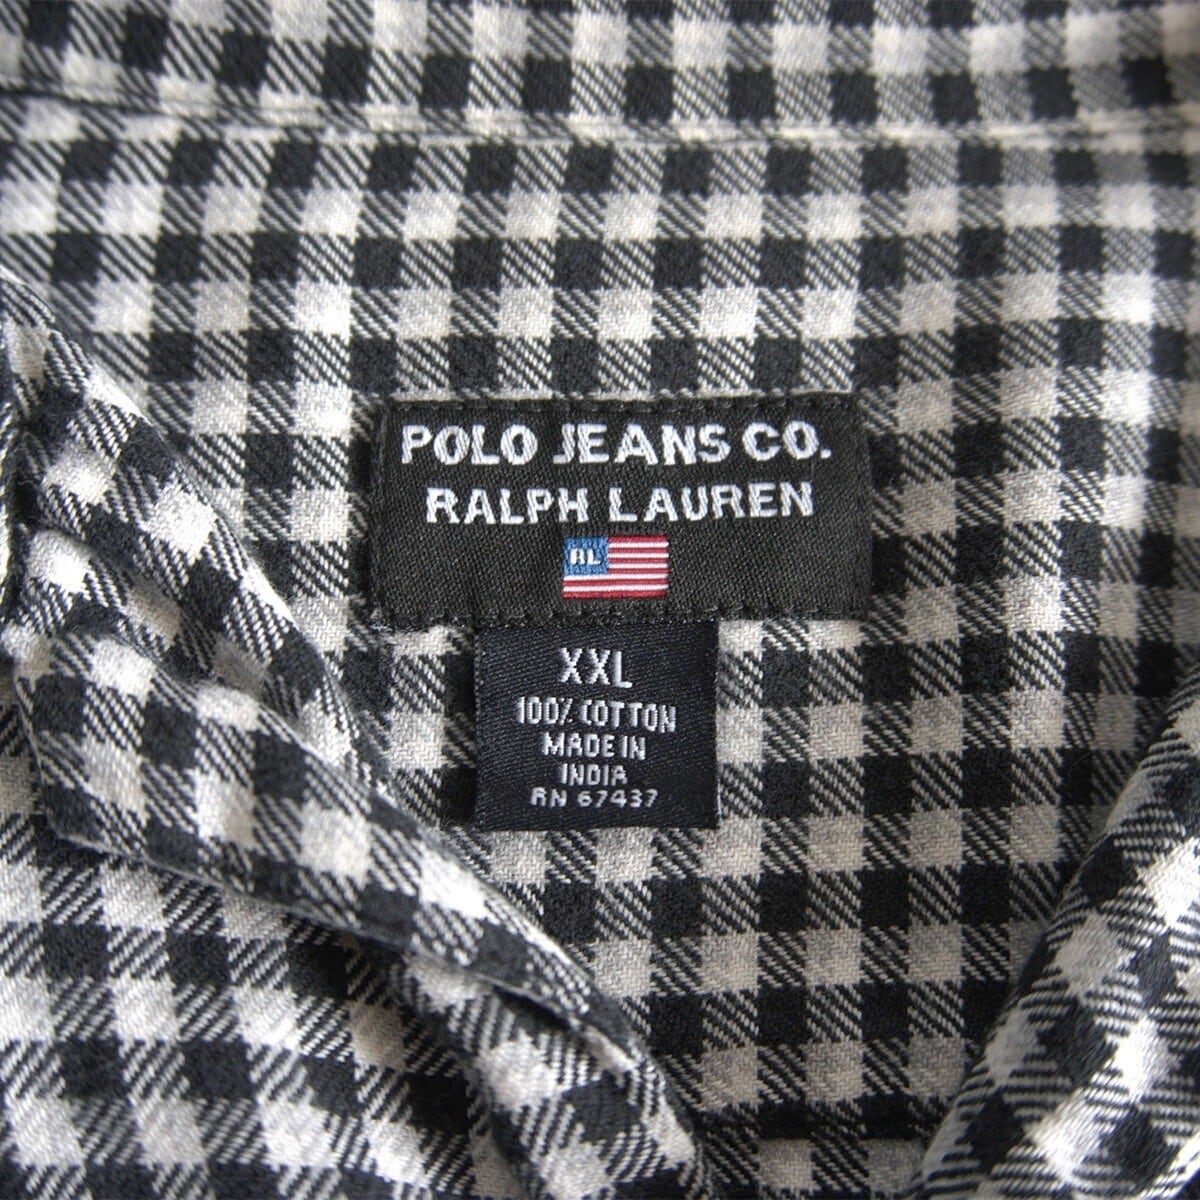 POLO JEANS CO.
RALPH LAUREN
RL
XXL
100% COTTON
MADE IN
INDIA
RN 67437